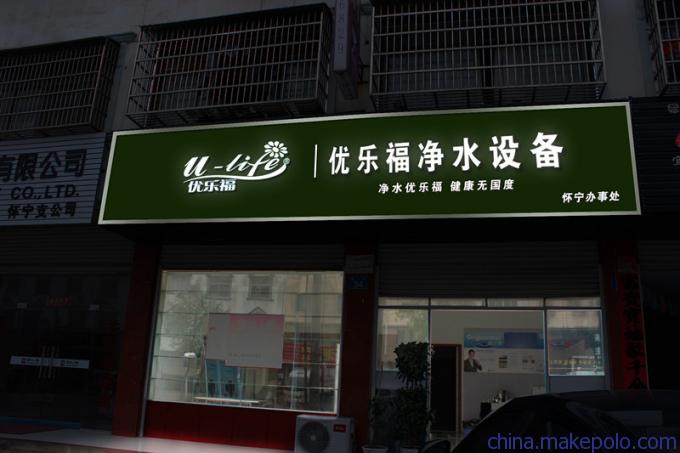 6829
有限公司
CO.,LTD.
怀宁支公司
u-life®
优乐福
优乐福净水设备
净水优乐福 健康无国度
怀宁办事处
china.makepolo.com